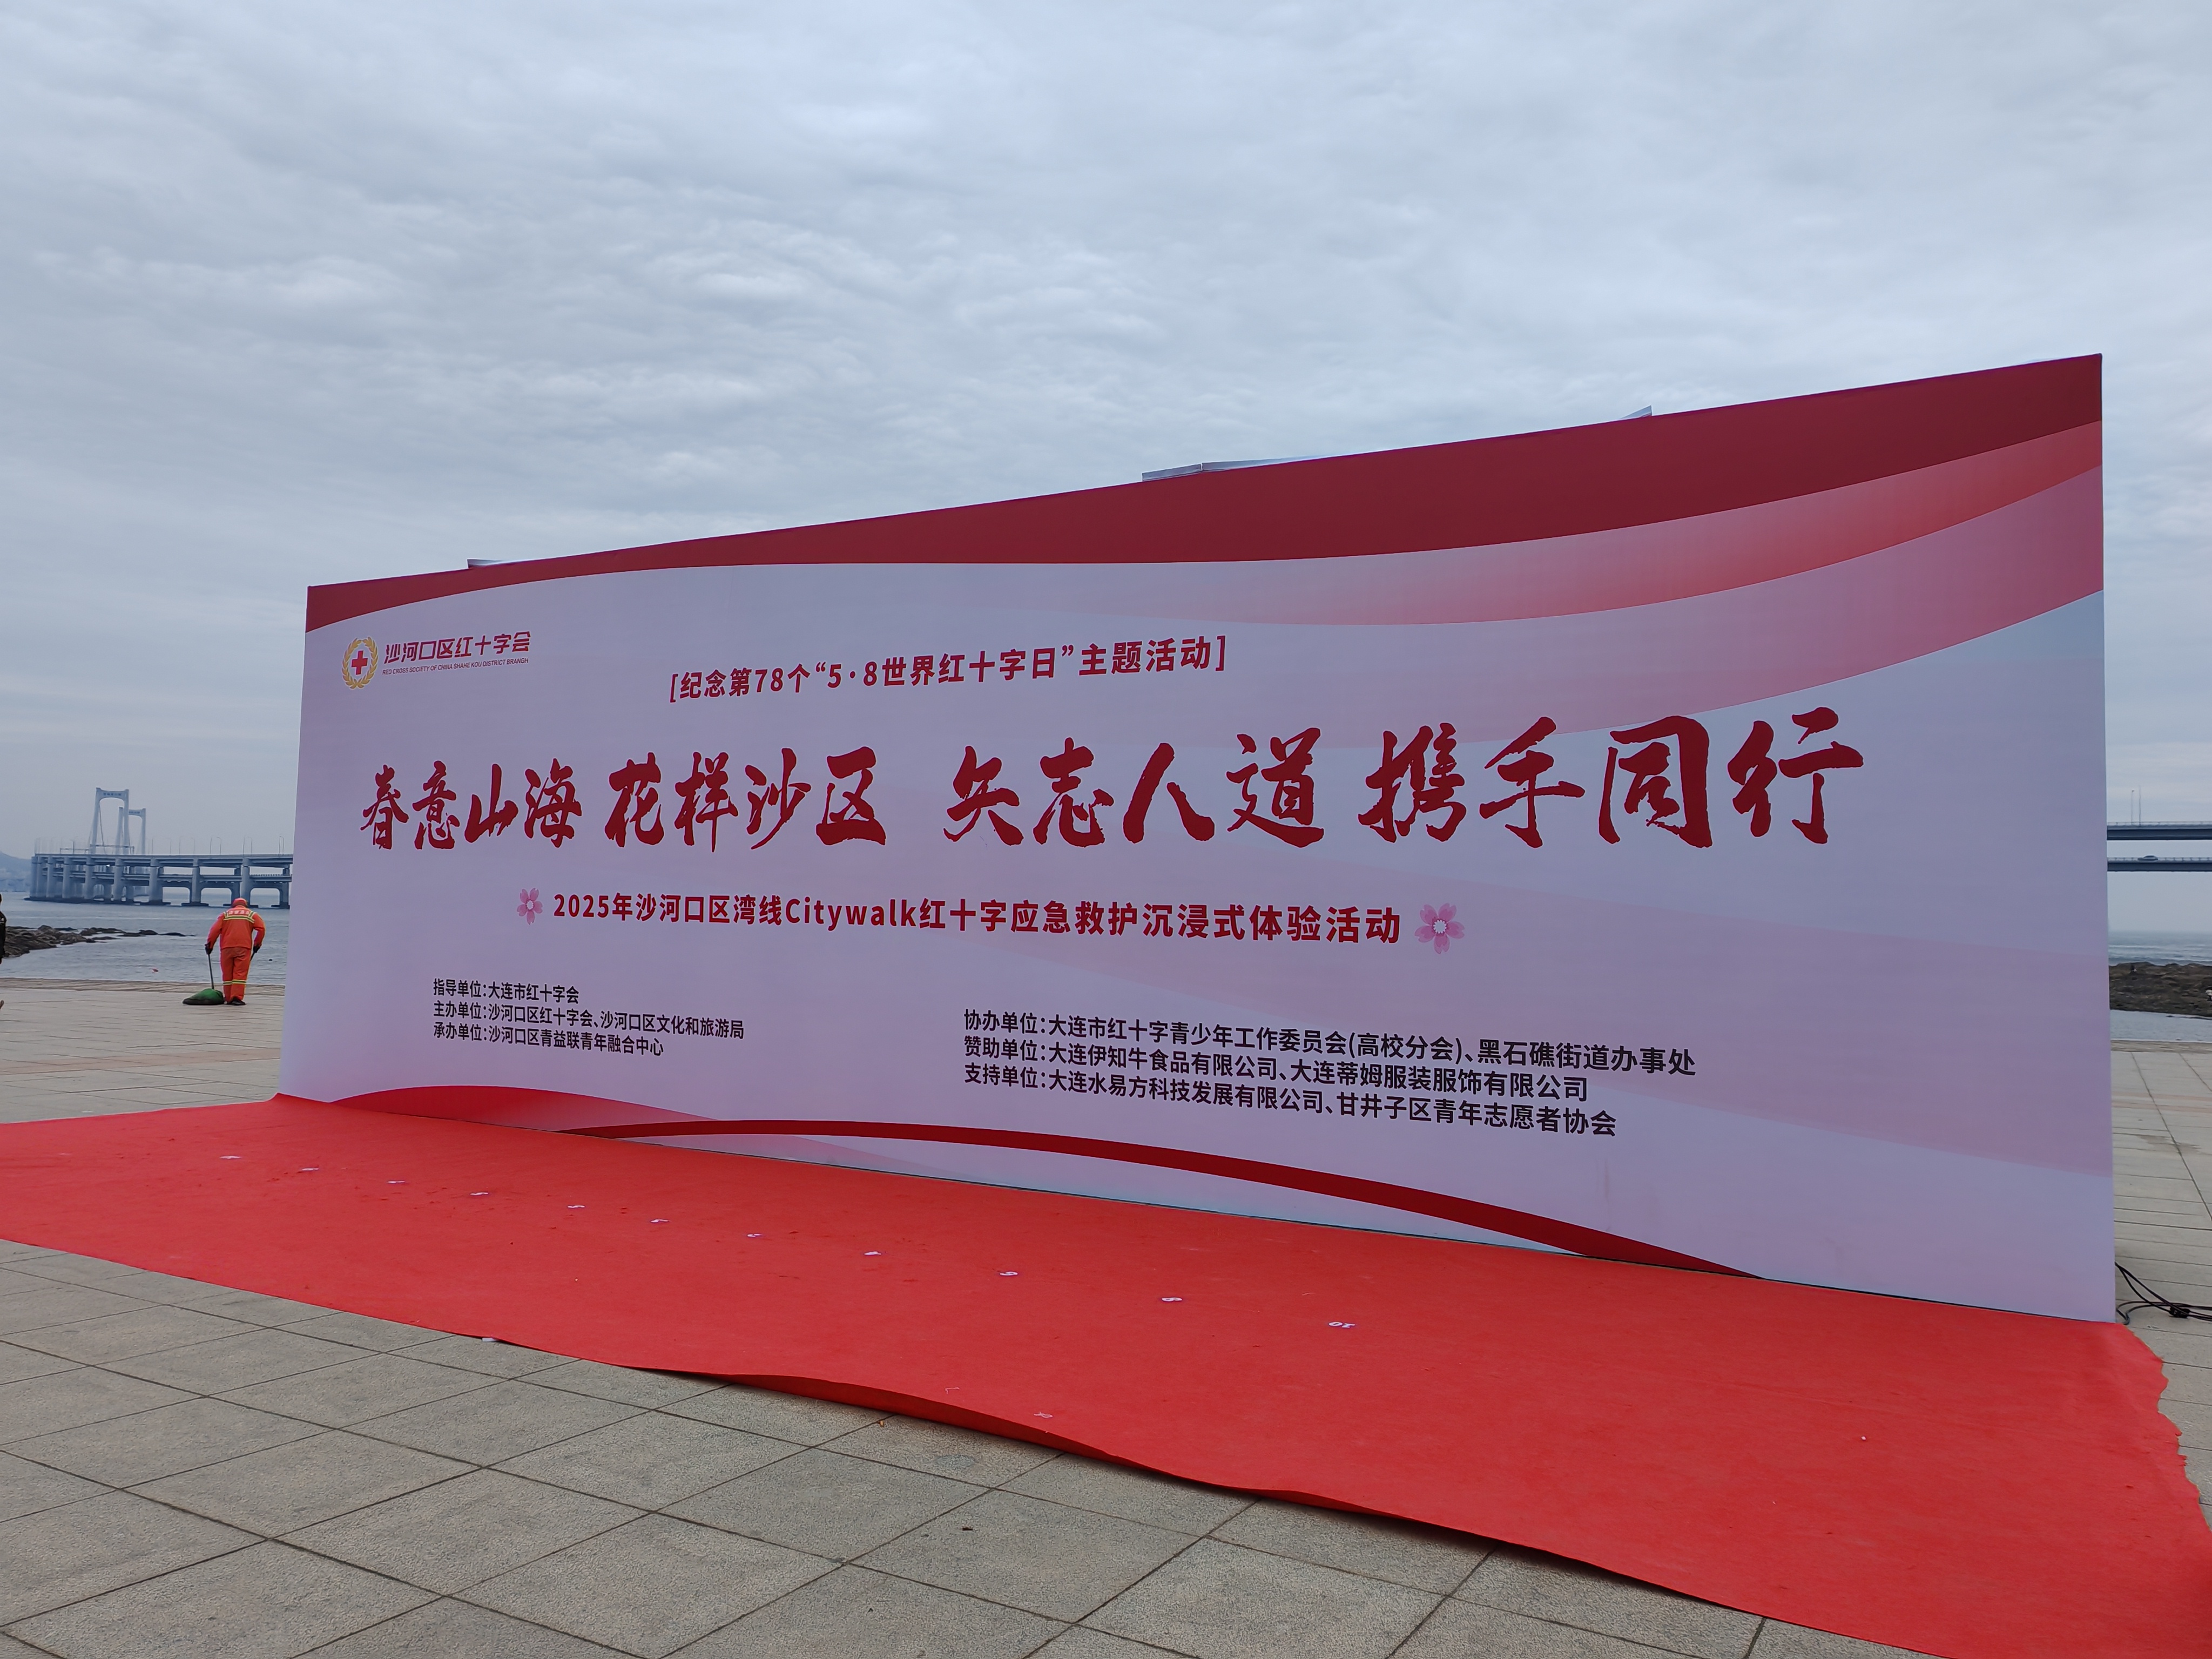 沙河口区红十字会
RED CROSS SOCIETY OF CHINA SHAHE KOU DISTRICT BRANGH
[纪念第78个“5·8世界红十字日”主题活动]
春意山海 花样沙区 矢志人道 携手同行
2025年沙河口区湾线Citywalk红十字应急救护沉浸式体验活动
指导单位:大连市红十字会
主办单位:沙河口区红十字会、沙河口区文化和旅游局
承办单位:沙河口区青益联青年融合中心
协办单位:大连市红十字青少年工作委员会(高校分会)、黑石礁街道办事处
赞助单位:大连伊知牛食品有限公司、大连蒂姆服装服饰有限公司
支持单位:大连水易方科技发展有限公司、甘井子区青年志愿者协会
10